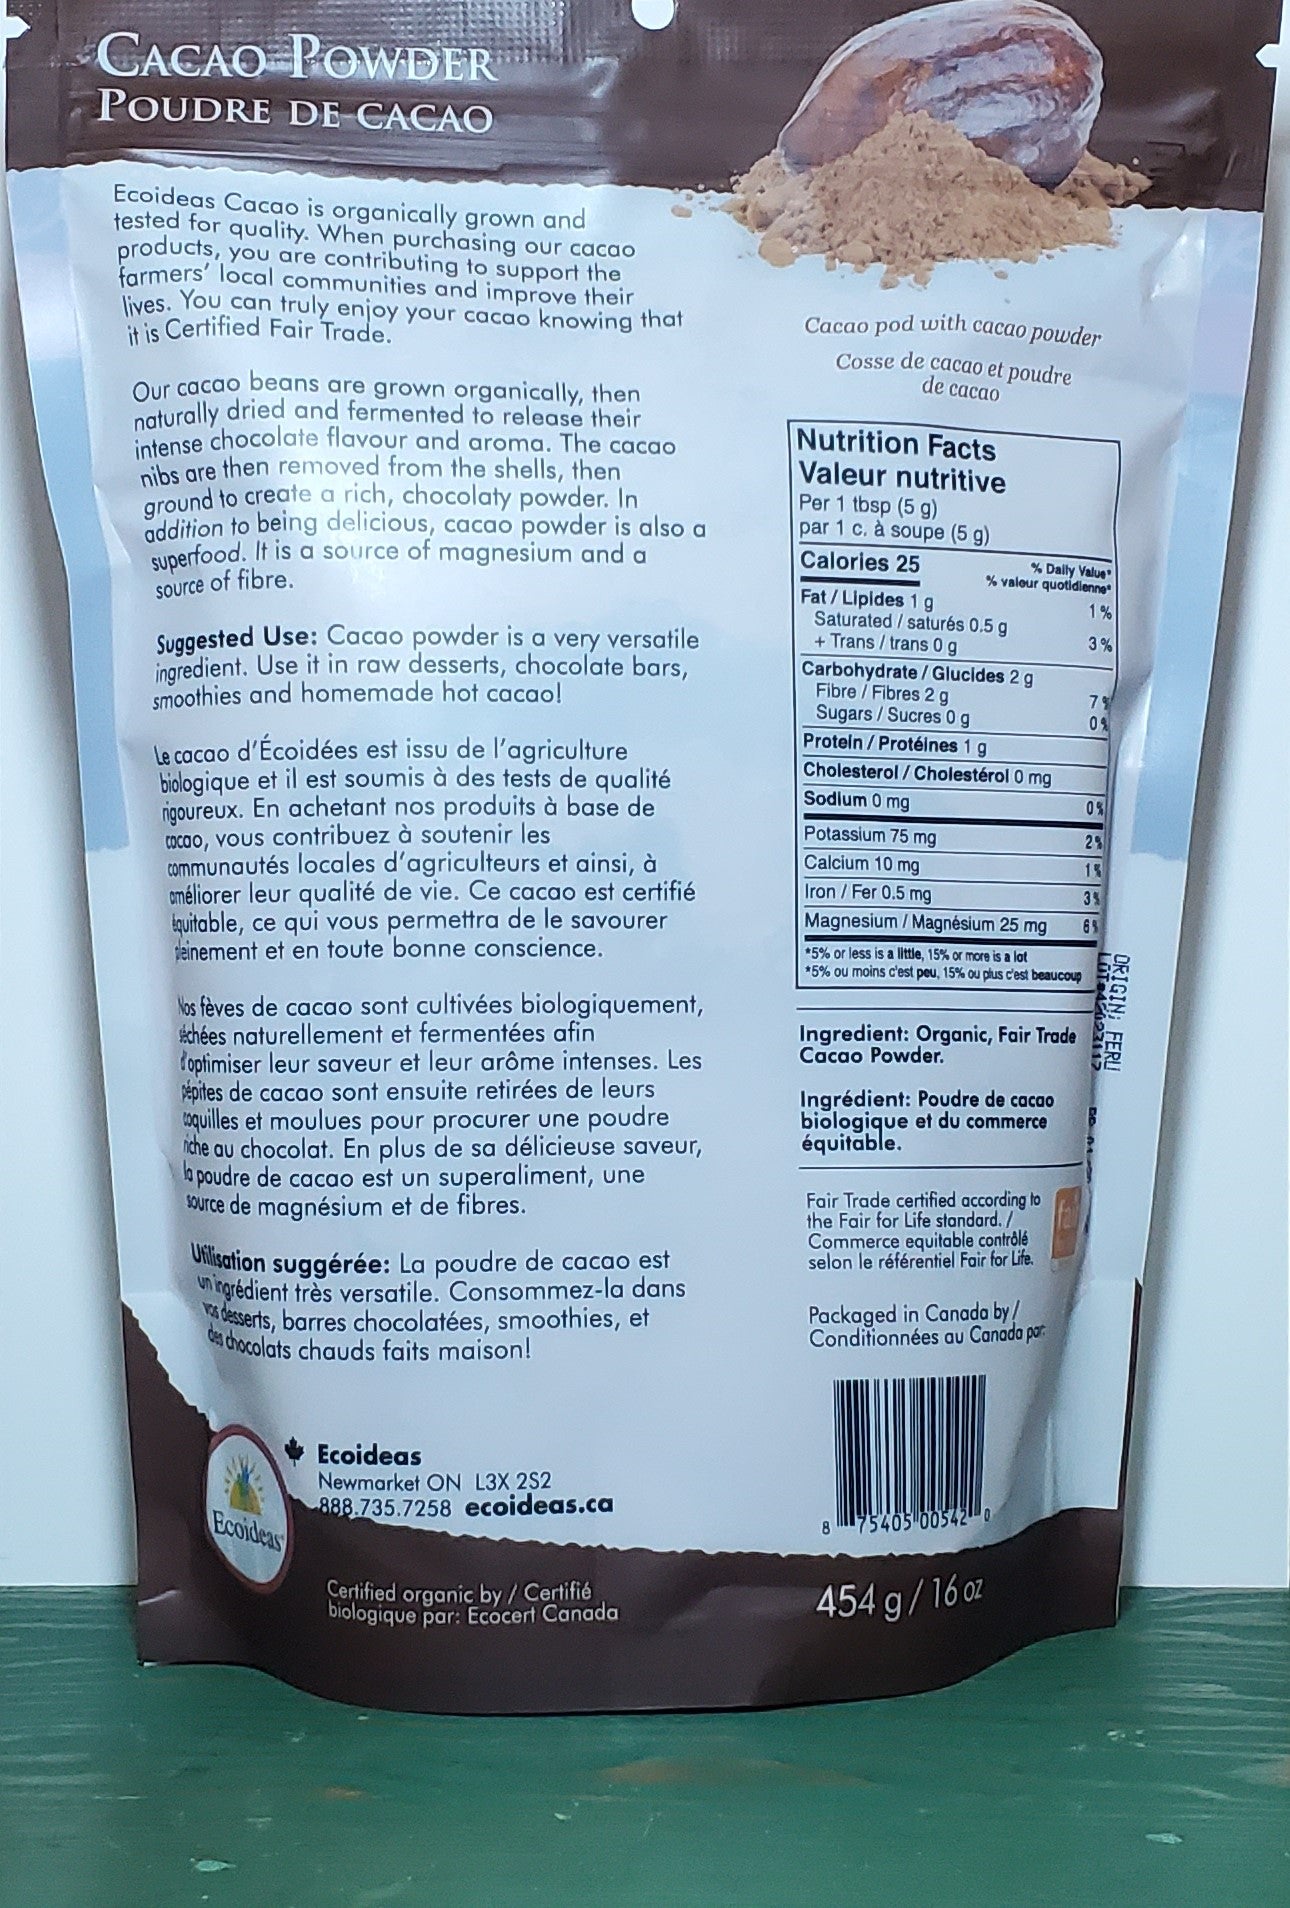 CACAO POWDER
POUDRE DE CACAO
Ecoideas Cacao is organically grown and
tested for quality. When purchasing our cacao
products, you are contributing to support the
farmers' local communities and improve their
lives. You can truly enjoy your cacao knowing that
it is Certified Fair Trade.
Our cacao beans are grown organically, then
naturally dried and fermented to release their
intense chocolate flavour and aroma. The cacao
nibs are then removed from the shells, then
ground to create a rich, chocolaty powder. In
addition to being delicious, cacao powder is also a
superfood. It is a source of magnesium and a
source of fibre.
Suggested Use: Cacao powder is a very versatile
ingredient. Use it in raw desserts, chocolate bars,
smoothies and homemade hot cacao!
Le cacao d'Écoidées est issu de l'agriculture
biologique et il est soumis à des tests de qualité
rigoureux. En achetant nos produits à base de
cacao, vous contribuez à soutenir les
communautés locales d'agriculteurs et ainsi, à
améliorer leur qualité de vie. Ce cacao est certifié
équitable, ce qui vous permettra de le savourer
pleinement et en toute bonne conscience.
Nos fèves de cacao sont cultivées biologiquement,
séchées naturellement et fermentées afin
d'optimiser leur saveur et leur arôme intenses. Les
pépites de cacao sont ensuite retirées de leurs
coquilles et moulues pour procurer une poudre
riche au chocolat. En plus de sa délicieuse saveur,
la poudre de cacao est un superaliment, une
source de magnésium et de fibres.
Utilisation suggérée: La poudre de cacao est
un ingrédient très versatile. Consommez-la dans
vos desserts, barres chocolatées, smoothies, et
des chocolats chauds faits maison!
Ecoideas
Ecoideas
Newmarket ON L3X 2S2
888.735.7258 ecoideas.ca
Certified organic by / Certifié
biologique par: Ecocert Canada
Cacao pod with cacao powder
Cosse de cacao et poudre
de cacao
Nutrition Facts
Valeur nutritive
Per 1 tbsp (5 g)
par 1 c. à soupe (5 g)
Calories 25
% Daily Value*
% valeur quotidienne*
Fat / Lipides 1 g 1 %
Saturated / saturés 0.5 g
+ Trans / trans 0 g 3 %
Carbohydrate / Glucides 2 g
Fibre / Fibres 2 g 7 %
Sugars / Sucres 0 g 0 %
Protein / Protéines 1 g
Cholesterol / Cholestérol 0 mg
Sodium 0 mg 0 %
Potassium 75 mg 2 %
Calcium 10 mg 1 %
Iron / Fer 0.5 mg 3 %
Magnesium / Magnésium 25 mg 6 %
*5% or less is a little, 15% or more is a lot
*5% ou moins c'est peu, 15% ou plus c'est beaucoup
ORIGIN: PERU
Ingredient: Organic, Fair Trade
Cacao Powder.
Ingrédient: Poudre de cacao
biologique et du commerce
équitable.
Fair Trade certified according to
the Fair for Life standard. /
Commerce equitable contrôlé
selon le référentiel Fair for Life.
Packaged in Canada by /
Conditionnées au Canada par:
8 75405 00542 0
454 g / 16 oz